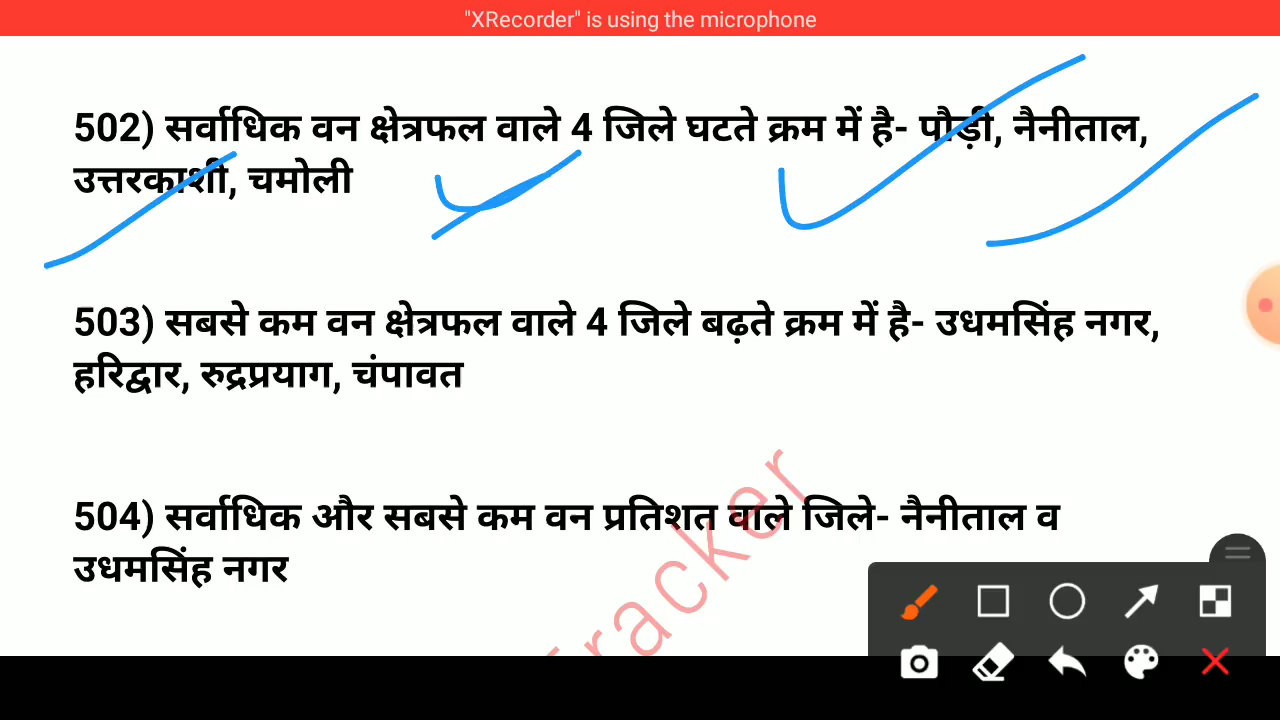 "XRecorder" is using the microphone
502) सर्वाधिक वन क्षेत्रफल वाले 4 जिले घटते क्रम में है- पौड़ी, नैनीताल,
उत्तरकाशी, चमोली
503) सबसे कम वन क्षेत्रफल वाले 4 जिले बढ़ते क्रम में है- उधमसिंह नगर,
हरिद्वार, रुद्रप्रयाग, चंपावत
504) सर्वाधिक और सबसे कम वन प्रतिशत वाले जिले- नैनीताल व
उधमसिंह नगर
racker